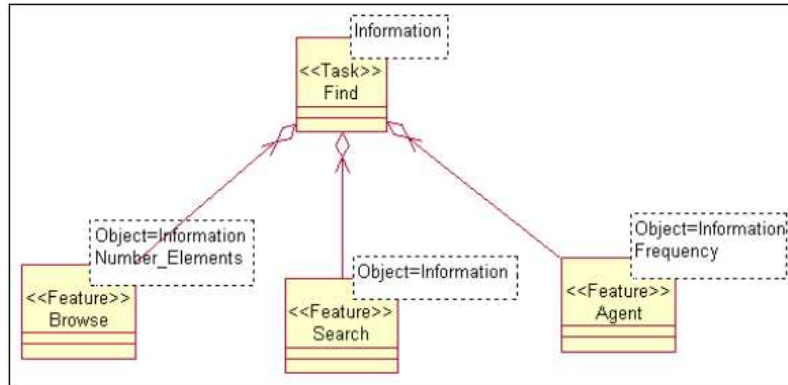 Information
<<Task>>
Find
Object=Information
Number_Elements
<<Feature>>
Browse
Object=Information
<<Feature>>
Search
Object=Information
Frequency
<<Feature>>
Agent